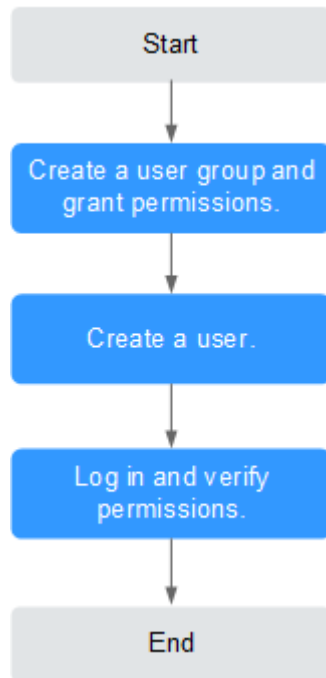 Start
Create a user group and
grant permissions.
Create a user.
Log in and verify
permissions.
End